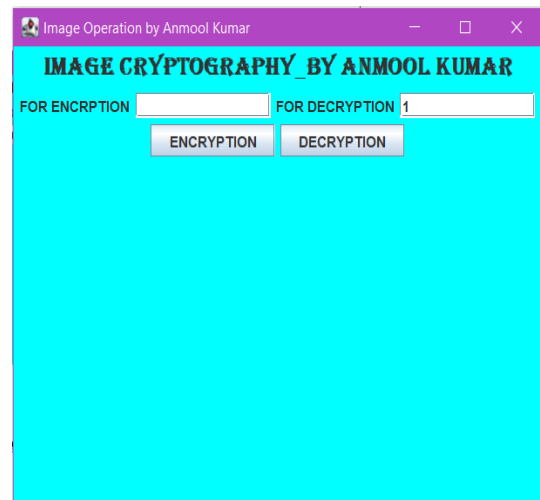 Image Operation by Anmool Kumar
IMAGE CRYPTOGRAPHY_BY ANMOOL KUMAR
FOR ENCRPTION FOR DECRYPTION 1
ENCRYPTION DECRYPTION